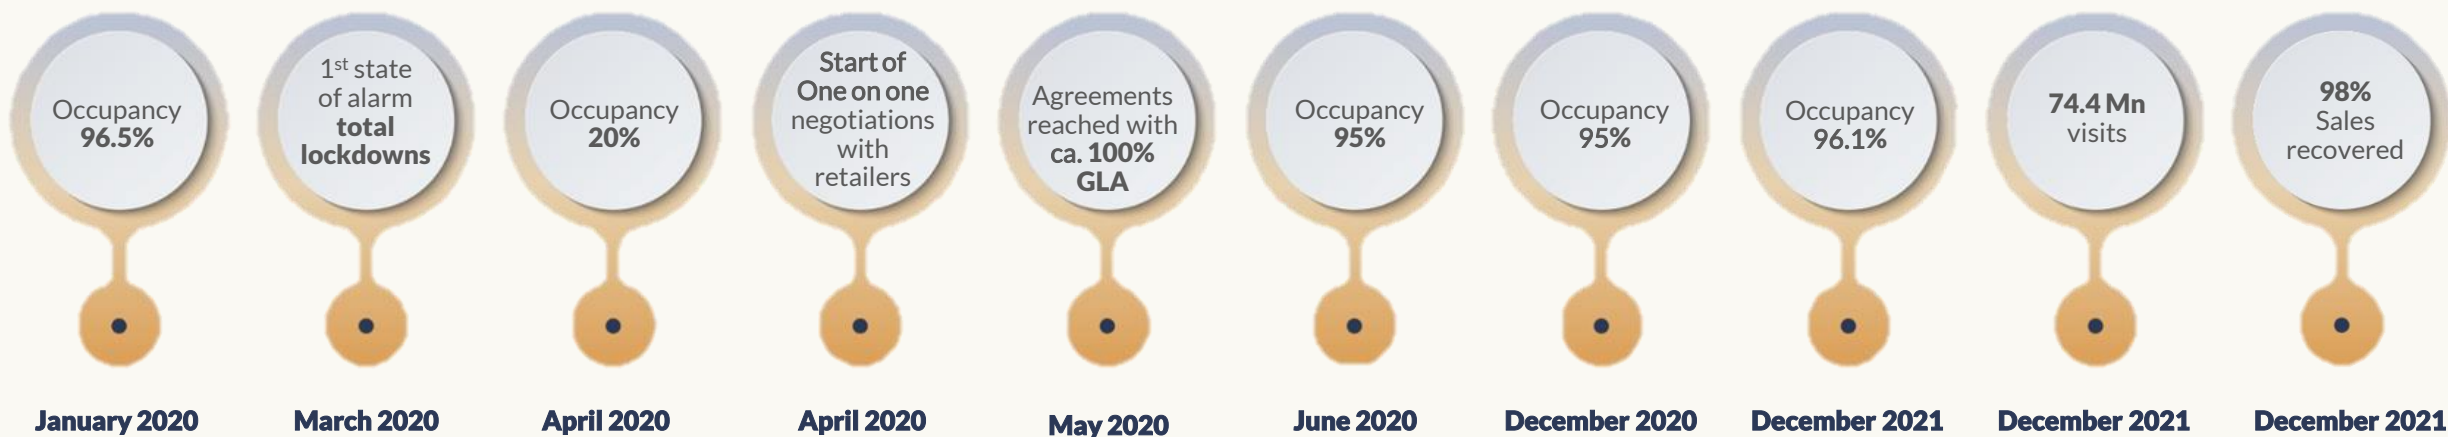 Occupancy
96.5%
January 2020
1st state
of alarm
total
lockdowns
March 2020
Occupancy
20%
April 2020
Start of
One on one
negotiations
with
retailers
April 2020
Agreements
reached with
ca. 100%
GLA
May 2020
Occupancy
95%
June 2020
Occupancy
95%
December 2020
Occupancy
96.1%
December 2021
74.4 Mn
visits
December 2021
98%
Sales
recovered
December 2021